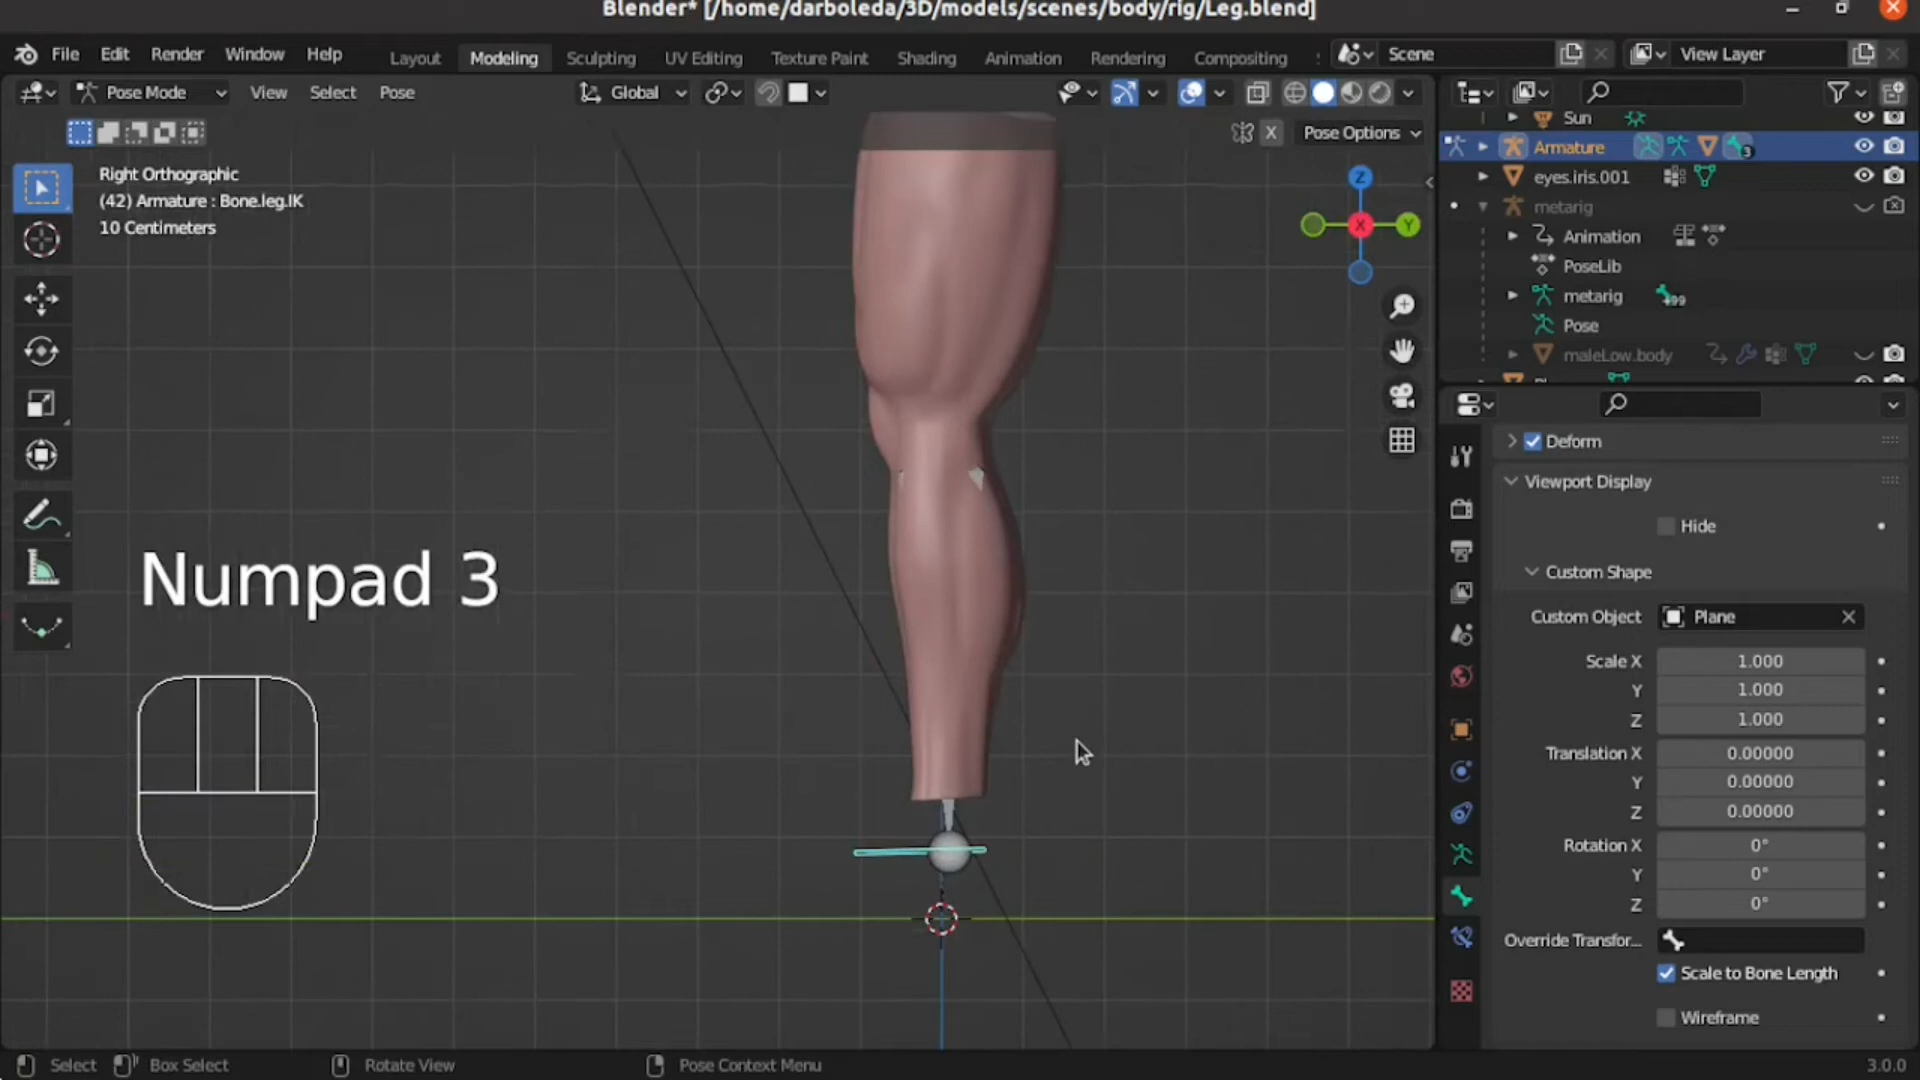 Blender* [/home/darboleda/3D/models/scenes/body/rig/Leg.blend]
File Edit Render Window Help Layout Modeling Sculpting UV Editing Texture Paint Shading Animation Rendering Compositing Scene View Layer
Pose Mode View Select Pose Global
X Pose Options
Sun
Armature 3
eyes.iris.001
metarig
Animation
PoseLib
metarig 99
Pose
maleLow.body
Right Orthographic
(42) Armature : Bone.leg.IK
10 Centimeters
Z
X Y
Numpad 3
Deform
Viewport Display
Hide
Custom Shape
Custom Object Plane
Scale X 1.000
Y 1.000
Z 1.000
Translation X 0.00000
Y 0.00000
Z 0.00000
Rotation X 0°
Y 0°
Z 0°
Override Transfor...
Scale to Bone Length
Wireframe
Select Box Select Rotate View Pose Context Menu 3.0.0